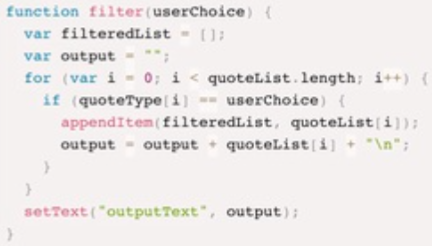 function filter(userChoice) {
  var filteredList = [];
  var output = "";
  for (var i = 0; i < quoteList.length; i++) {
    if (quoteType[i] == userChoice) {
      appendItem(filteredList, quoteList[i]);
      output = output + quoteList[i] + "\n";
    }
  }
  setText("outputText", output);
}